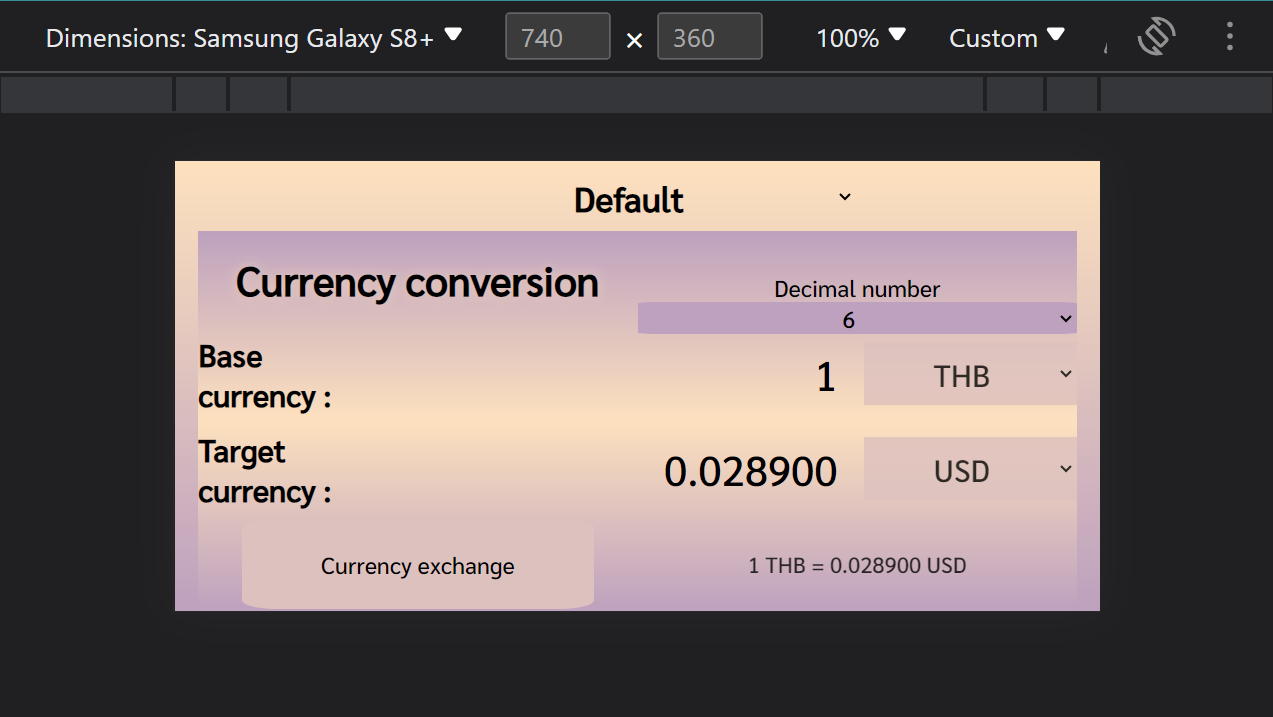 Dimensions: Samsung Galaxy S8+ 740 × 360 100% Custom
Default
Currency conversion
Decimal number
6
Base
currency :
1 THB
Target
currency :
0.028900 USD
Currency exchange
1 THB = 0.028900 USD